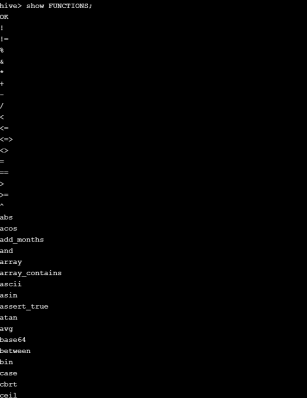 hive> show FUNCTIONS;
OK
!
!=
%
&
*
+
-
/
<
<=
<=>
<>
=
==
>
>=
^
abs
acos
add_months
and
array
array_contains
ascii
asin
assert_true
atan
avg
base64
between
bin
case
cbrt
ceil